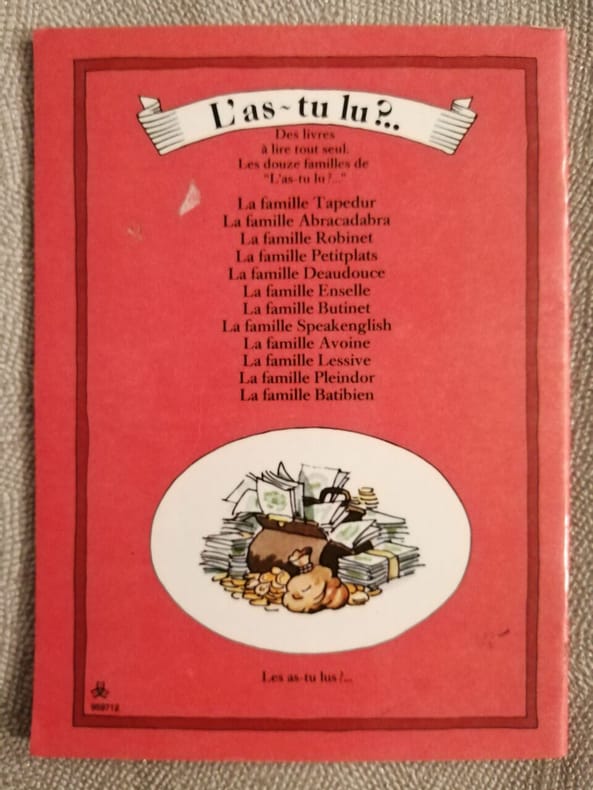 L'as-tu lu?..
Des livres
à lire tout seul.
Les douze familles de
"L'as-tu lu?..."
La famille Tapedur
La famille Abracadabra
La famille Robinet
La famille Petitplats
La famille Deaudouce
La famille Enselle
La famille Butinet
La famille Speakenglish
La famille Avoine
La famille Lessive
La famille Pleindor
La famille Batibien
Les as-tu lus?...